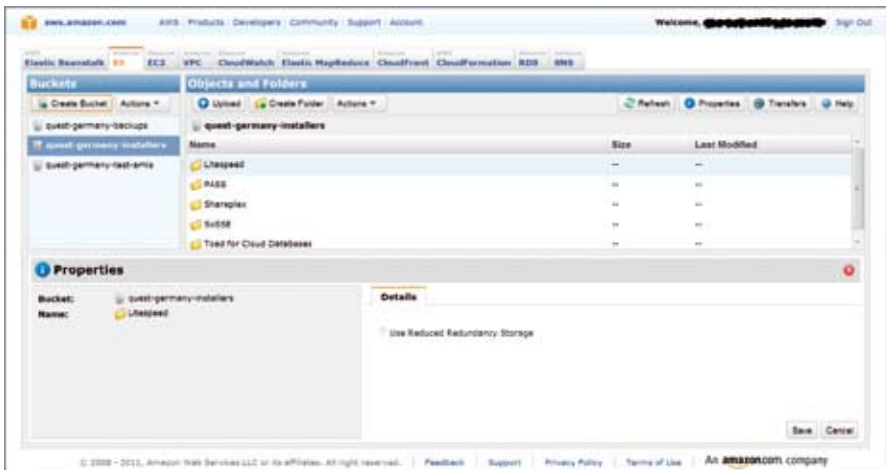 aws.amazon.com AWS Products Developers Community Support Account Welcome, Sign Out
Elastic Beanstalk S3 EC2 VPC CloudWatch Elastic MapReduce CloudFront CloudFormation RDS SNS
Buckets
Create Bucket Actions
quest-germany-backups
quest-germany-installers
quest-germany-test-amis
Objects and Folders
Upload Create Folder Actions Refresh Properties Transfers Help
quest-germany-installers
Name Size Last Modified
Litespeed -- --
PASS -- --
Shareplex -- --
SoSSE -- --
Toad for Cloud Databases -- --
Properties
Bucket: quest-germany-installers
Name: Litespeed
Details
Use Reduced Redundancy Storage
Save Cancel
© 2008 - 2011, Amazon Web Services LLC or its affiliates. All right reserved. Feedback Support Privacy Policy Terms of Use An amazon.com company